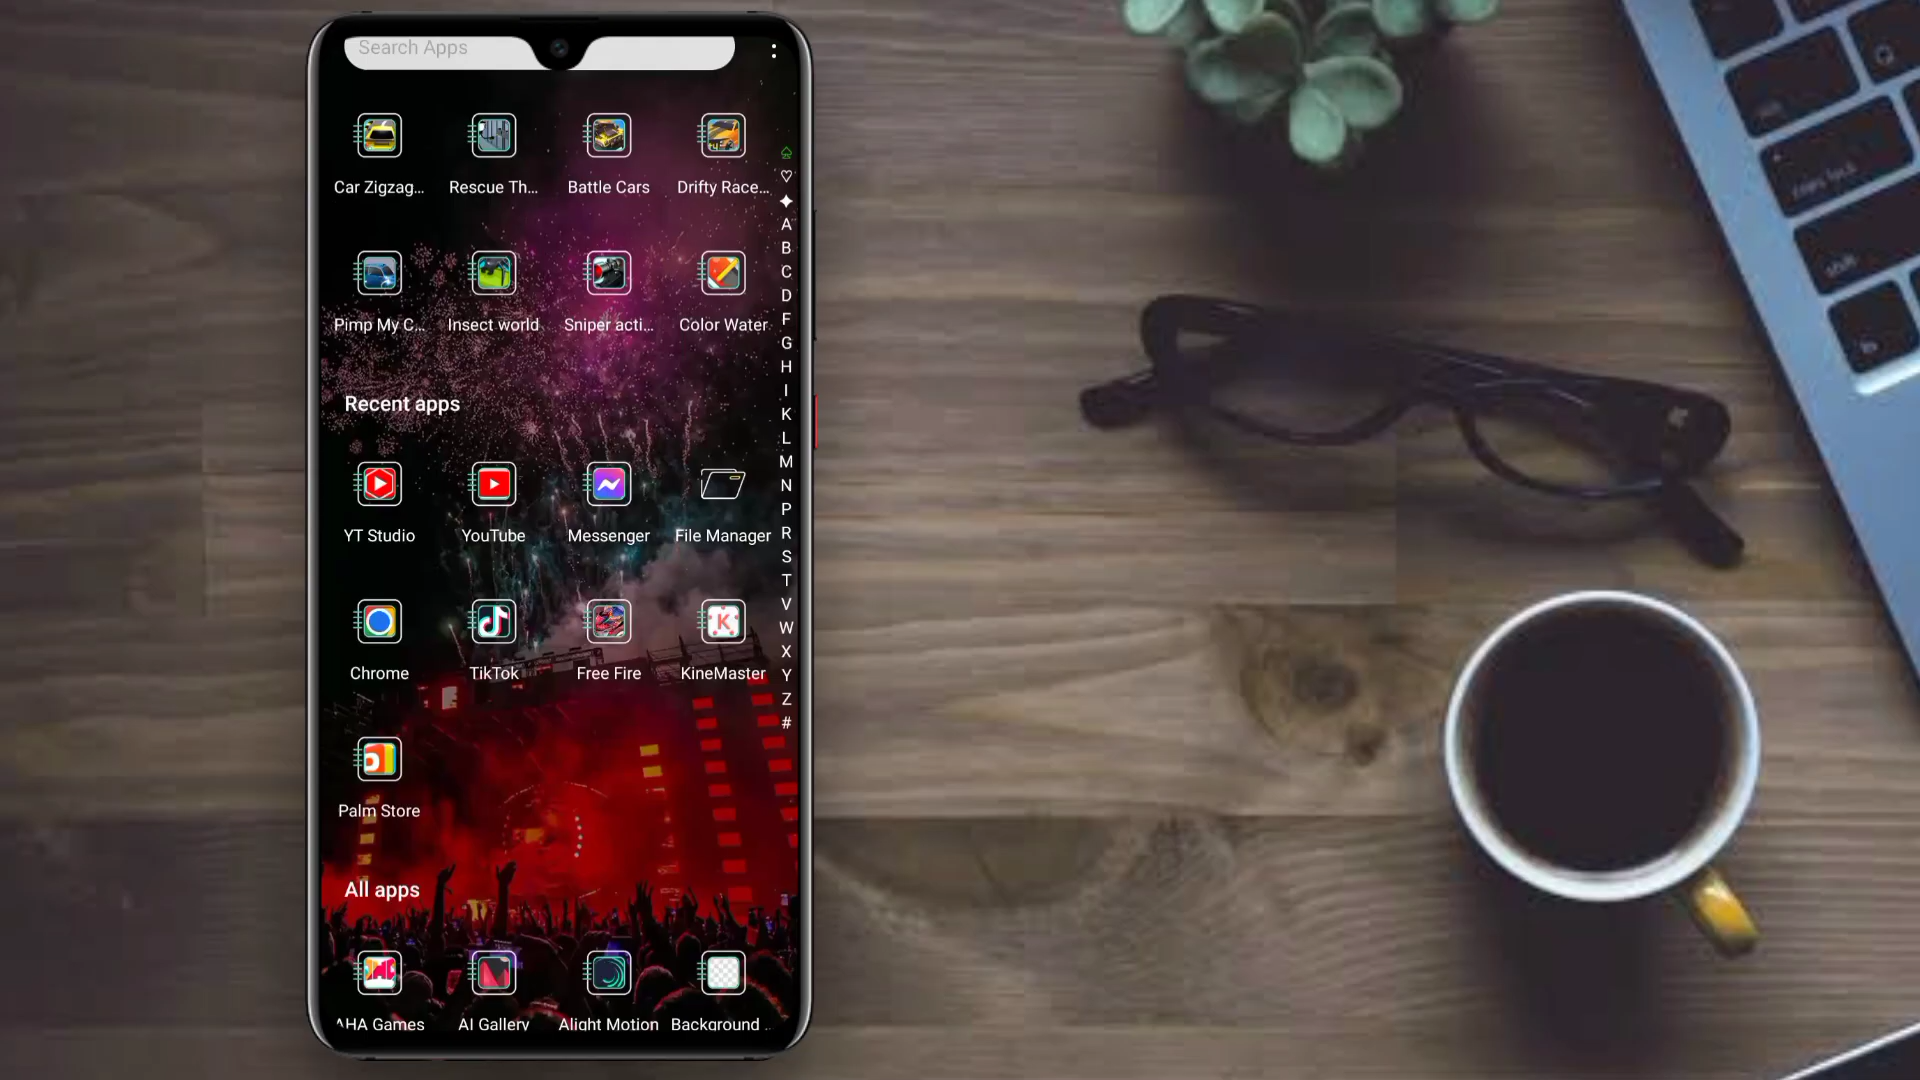 Search Apps
Car Zigzag... Rescue Th... Battle Cars Drifty Race...
Pimp My C... Insect world Sniper acti... Color Water
Recent apps
YT Studio YouTube Messenger File Manager
Chrome TikTok Free Fire KineMaster
Palm Store
All apps
AHA Games AI Gallery Alight Motion Background ..
A
B
C
D
F
G
H
I
K
L
M
N
P
R
S
T
V
W
X
Y
Z
#
shift